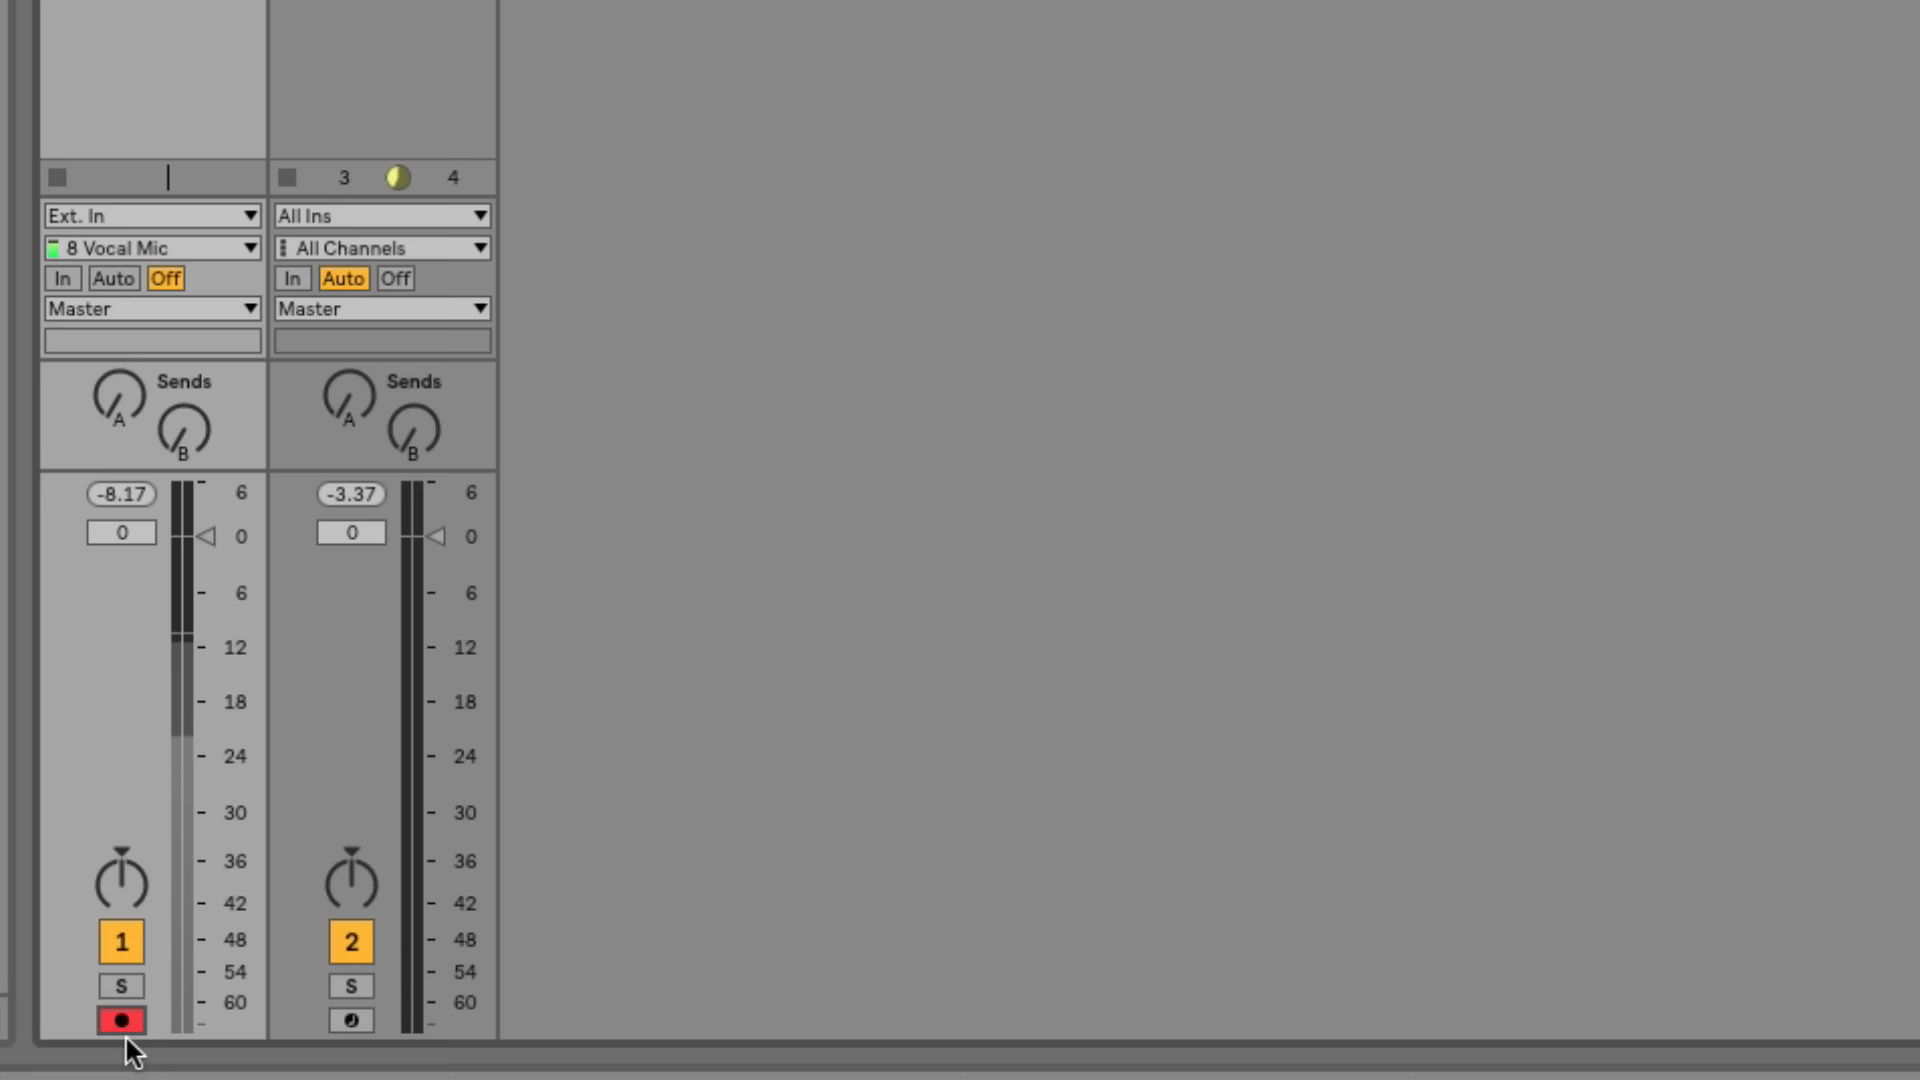 3 4
Ext. In
All Ins
8 Vocal Mic
All Channels
In Auto Off
In Auto Off
Master
Master
Sends
A
B
Sends
A
B
-8.17
0
6
0
6
12
18
24
30
36
42
48
54
60
1
S
-3.37
0
6
0
6
12
18
24
30
36
42
48
54
60
2
S